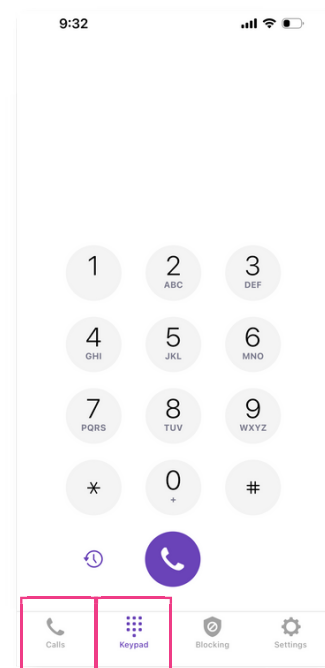 9:32
1 2 3
ABC DEF
4 5 6
GHI JKL MNO
7 8 9
PQRS TUV WXYZ
* 0 #
+
Calls Keypad Blocking Settings